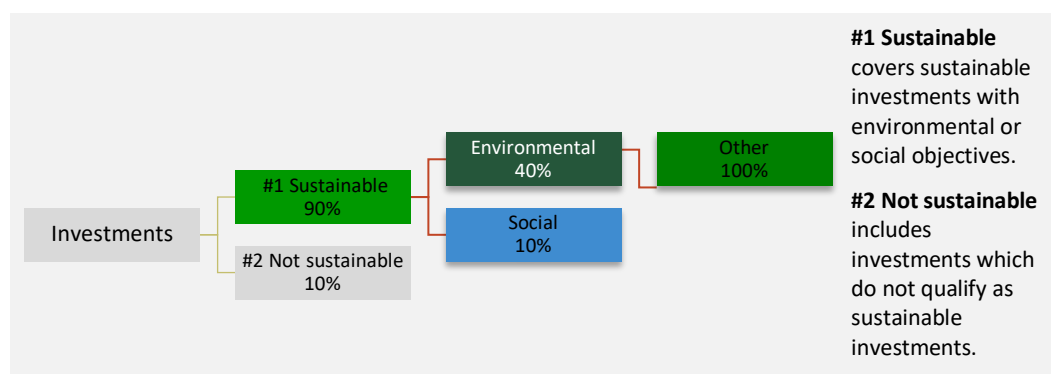 Investments
#1 Sustainable
90%
#2 Not sustainable
10%
Environmental
40%
Social
10%
Other
100%
#1 Sustainable
covers sustainable
investments with
environmental or
social objectives.
#2 Not sustainable
includes
investments which
do not qualify as
sustainable
investments.